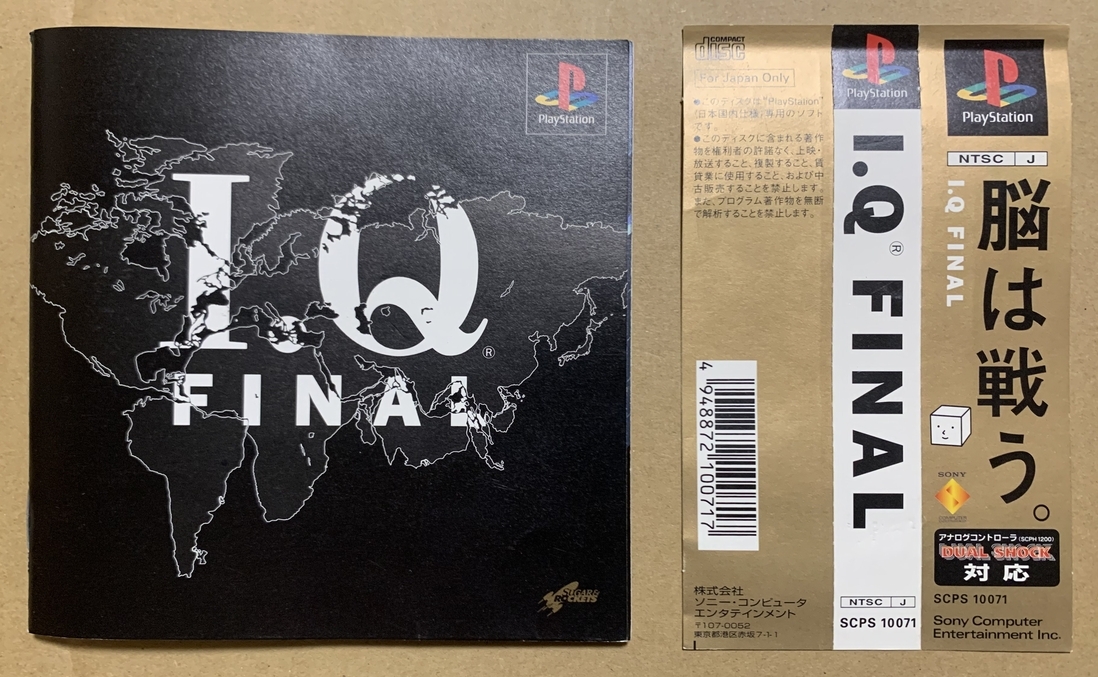 PlayStation
I.Q
®
FINAL
SUGAR&
ROCKETS
COMPACT
disc
For Japan Only
●このディスクは"PlayStation"
(日本国内仕様)専用のソフト
です。
●このディスクに含まれる著作
物を権利者の許諾なく、上映・
放送すること、複製すること、賃
貸業に使用すること、および中
古販売することを禁止します。
また、プログラム著作物を無断
で解析することを禁止します。
4 948872 100717
株式会社
ソニー・コンピュータ
エンタテインメント
〒107-0052
東京都港区赤坂7-1-1
PlayStation
I.Q® FINAL
NTSC J
SCPS 10071
PlayStation
NTSC J
脳は戦う。
I.Q FINAL
SONY
アナログコントローラ(SCPH1200)
DUAL SHOCK
対応
SCPS 10071
Sony Computer
Entertainment Inc.